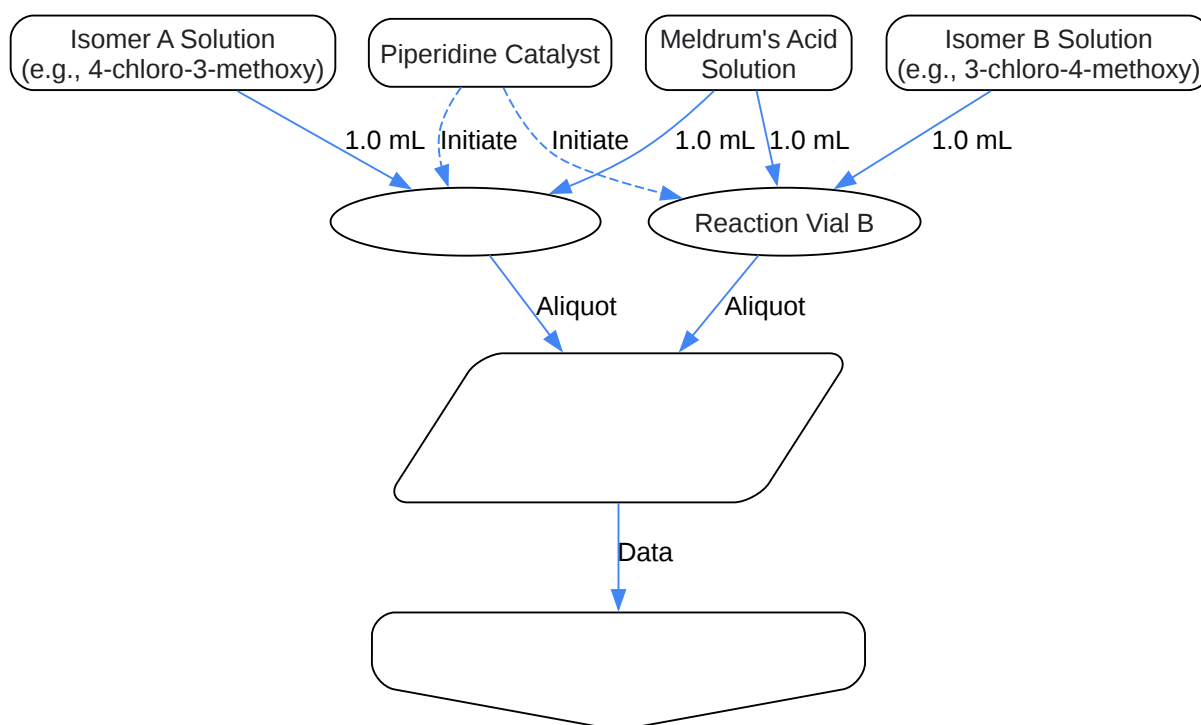 Isomer A Solution
(e.g., 4-chloro-3-methoxy)
Piperidine Catalyst
Meldrum's Acid
Solution
Isomer B Solution
(e.g., 3-chloro-4-methoxy)
1.0 mL
Initiate
Initiate
1.0 mL
1.0 mL
1.0 mL
Reaction Vial B
Aliquot
Aliquot
Data